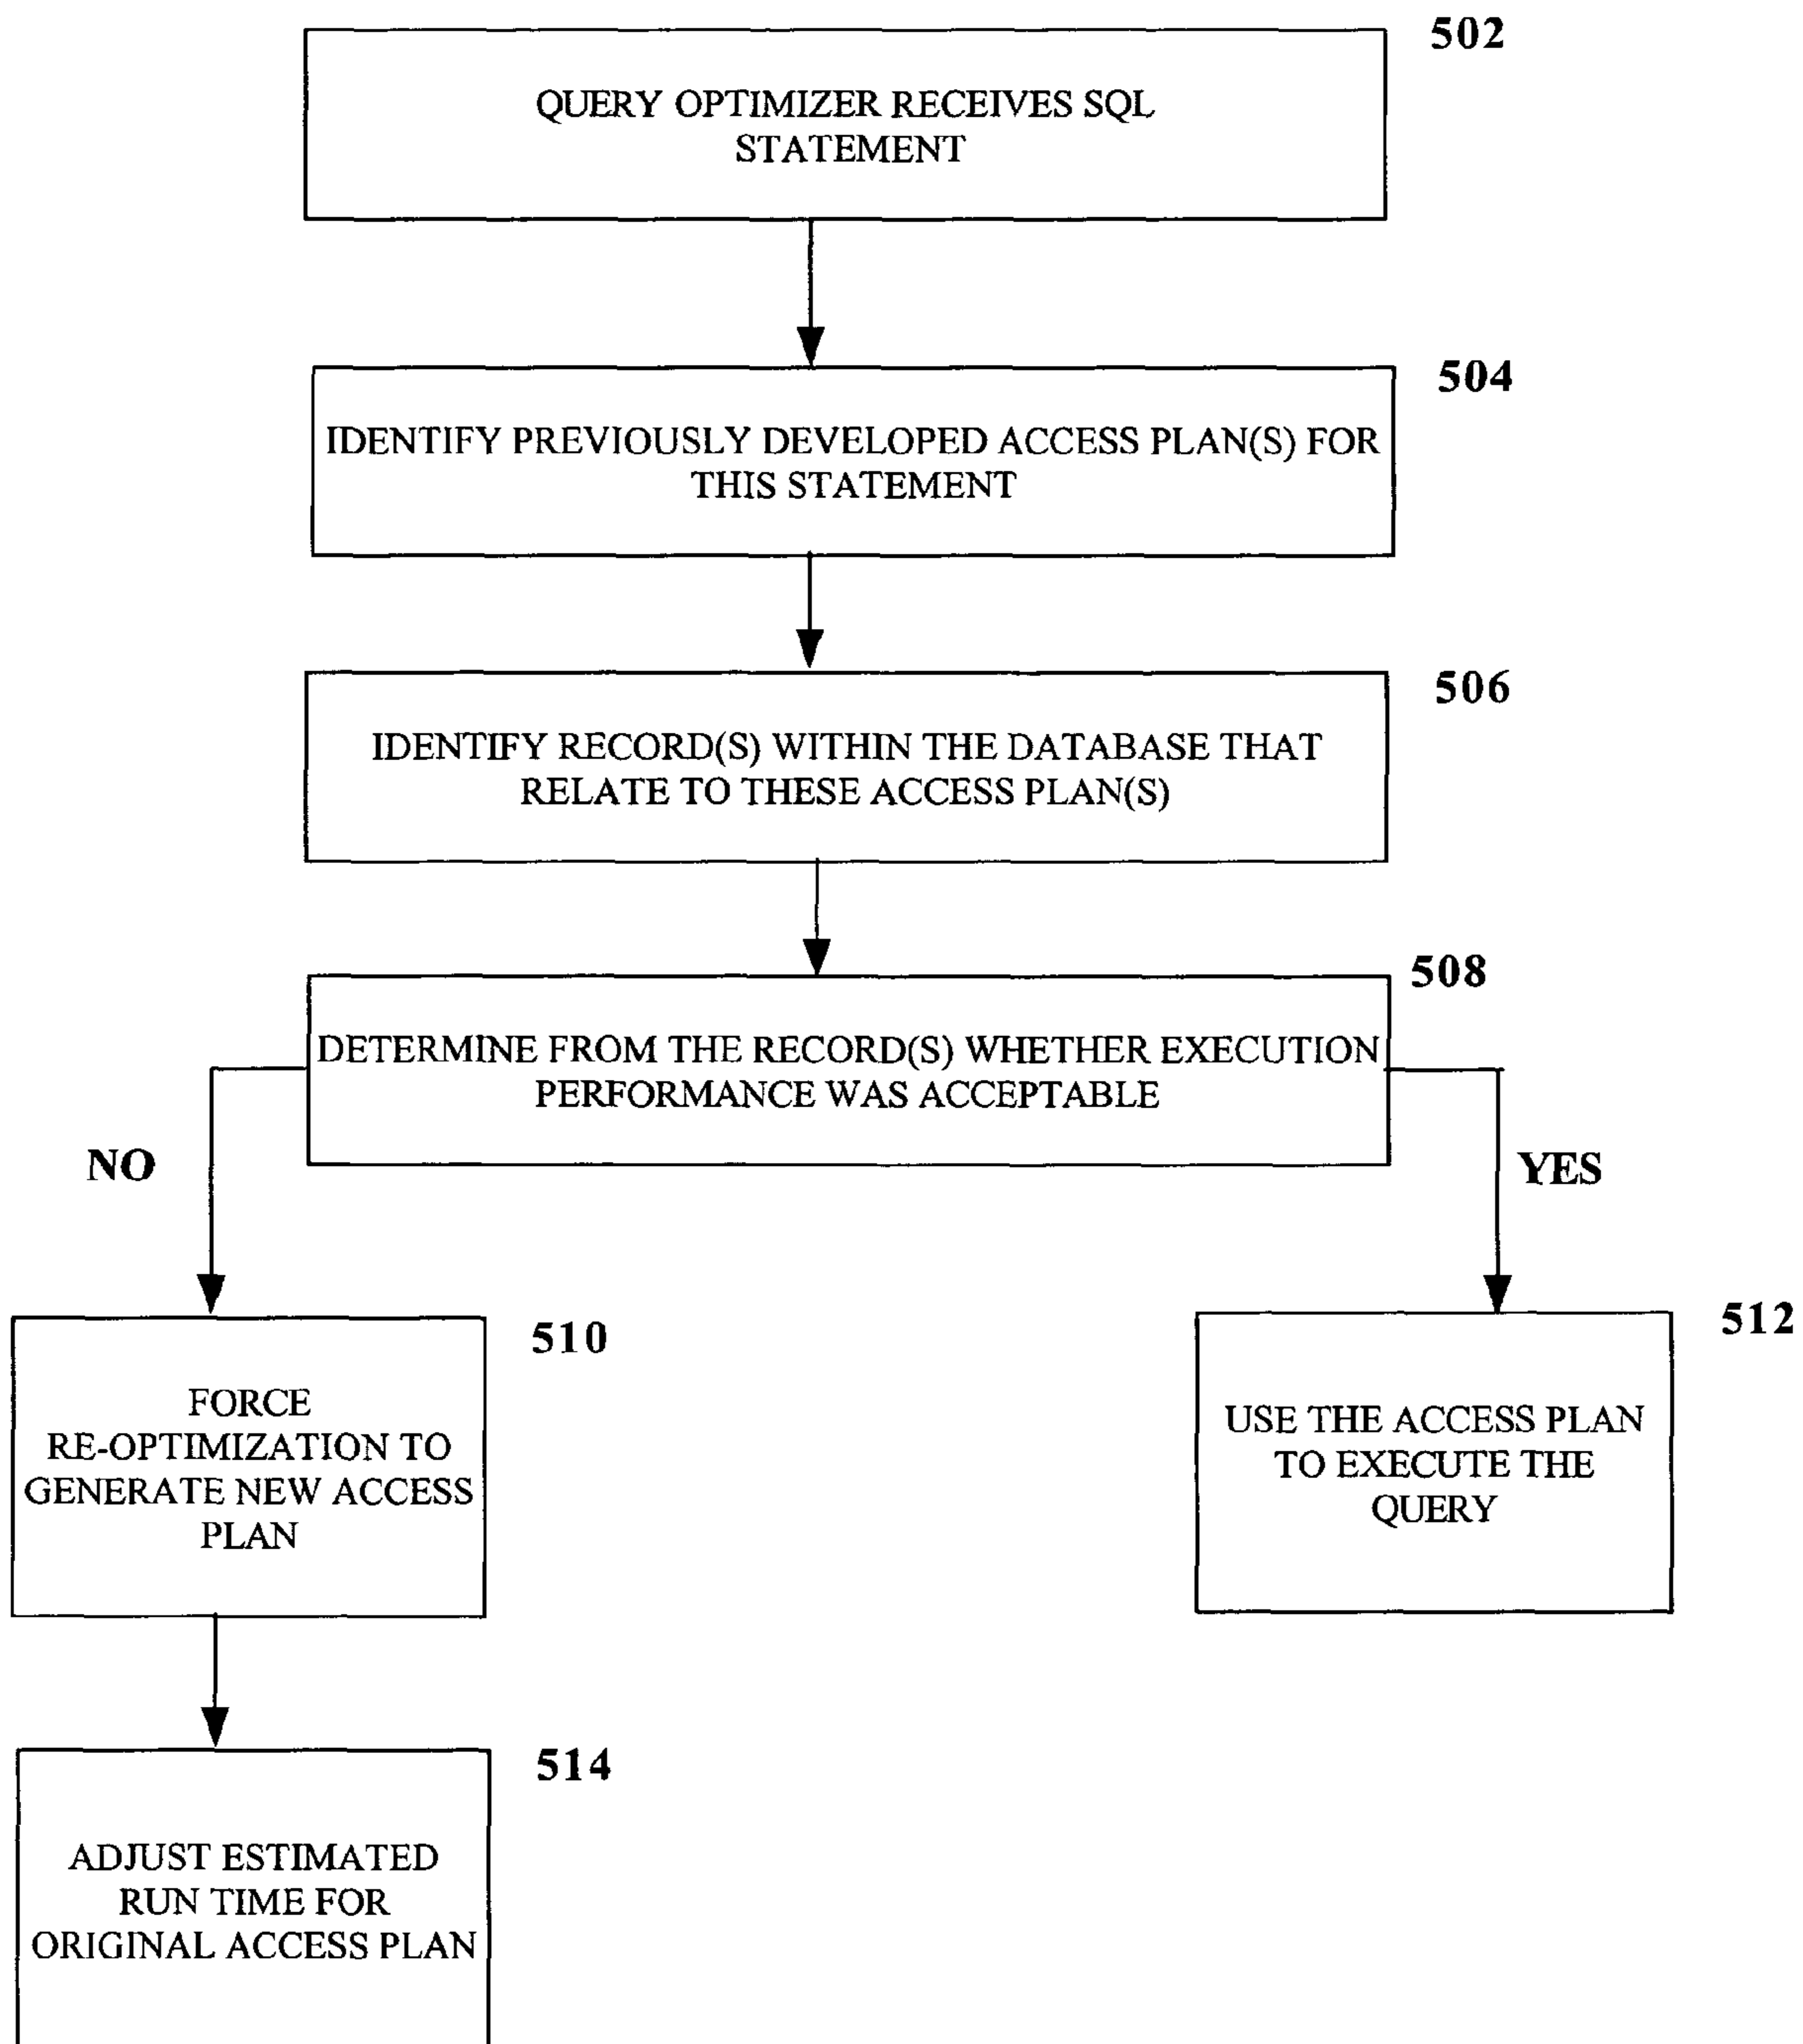 502
QUERY OPTIMIZER RECEIVES SQL
STATEMENT
504
IDENTIFY PREVIOUSLY DEVELOPED ACCESS PLAN(S) FOR
THIS STATEMENT
506
IDENTIFY RECORD(S) WITHIN THE DATABASE THAT
RELATE TO THESE ACCESS PLAN(S)
508
DETERMINE FROM THE RECORD(S) WHETHER EXECUTION
PERFORMANCE WAS ACCEPTABLE
NO
YES
510
FORCE
RE-OPTIMIZATION TO
GENERATE NEW ACCESS
PLAN
512
USE THE ACCESS PLAN
TO EXECUTE THE
QUERY
514
ADJUST ESTIMATED
RUN TIME FOR
ORIGINAL ACCESS PLAN